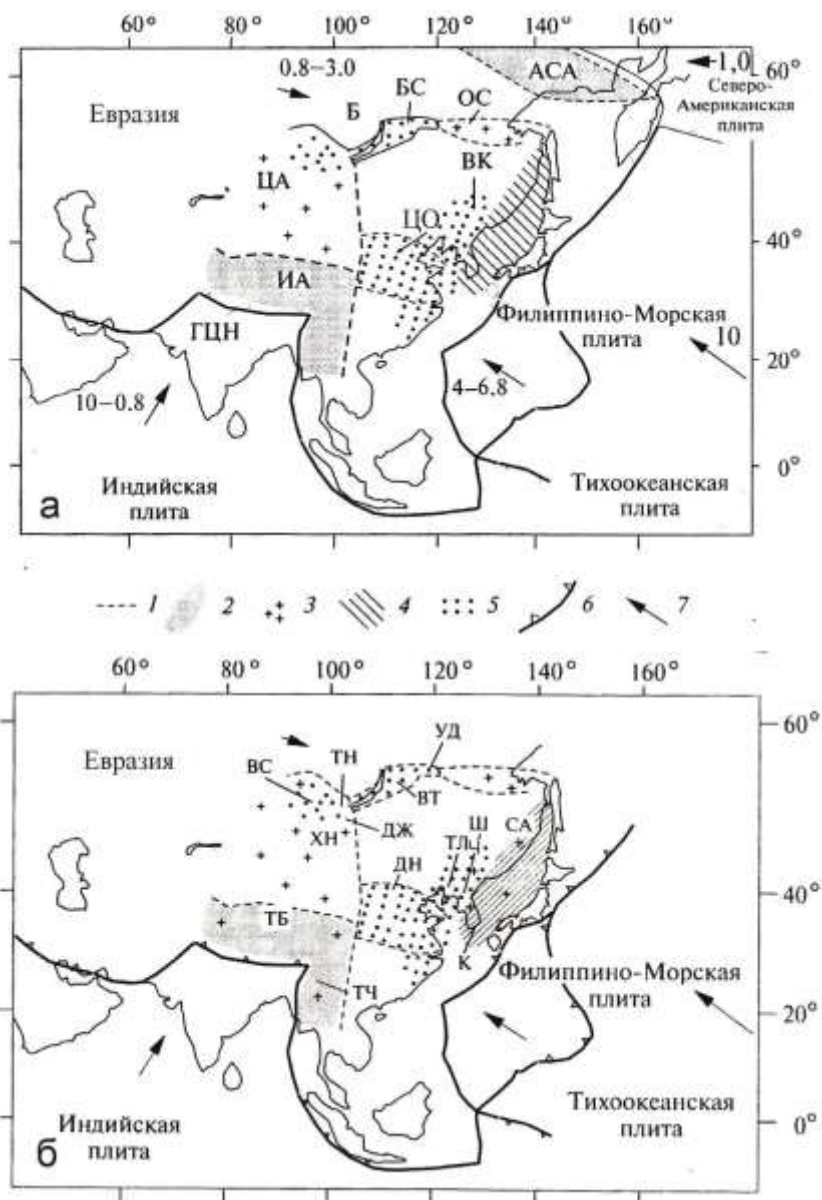 60° 80° 100° 120° 140° 160°
0.8–3.0
АСА
1,0
60°
Северо-
Американская
плита
Евразия
Б
БС
ОС
ВК
ЦА
ЦО
40°
ИА
ГЦН
Филиппино-Морская
плита
10
20°
10–0.8
4–6.8
0°
Индийская
плита
Тихоокеанская
плита
а
1 2 3 4 5 6 7
60° 80° 100° 120° 140° 160°
60°
Евразия
ВС
ТН
УД
ВТ
ХН
ДЖ
ДН
ТЛц
Ш
СА
40°
ТБ
К
ТЧ
Филиппино-Морская
плита
20°
Индийская
плита
Тихоокеанская
плита
0°
б